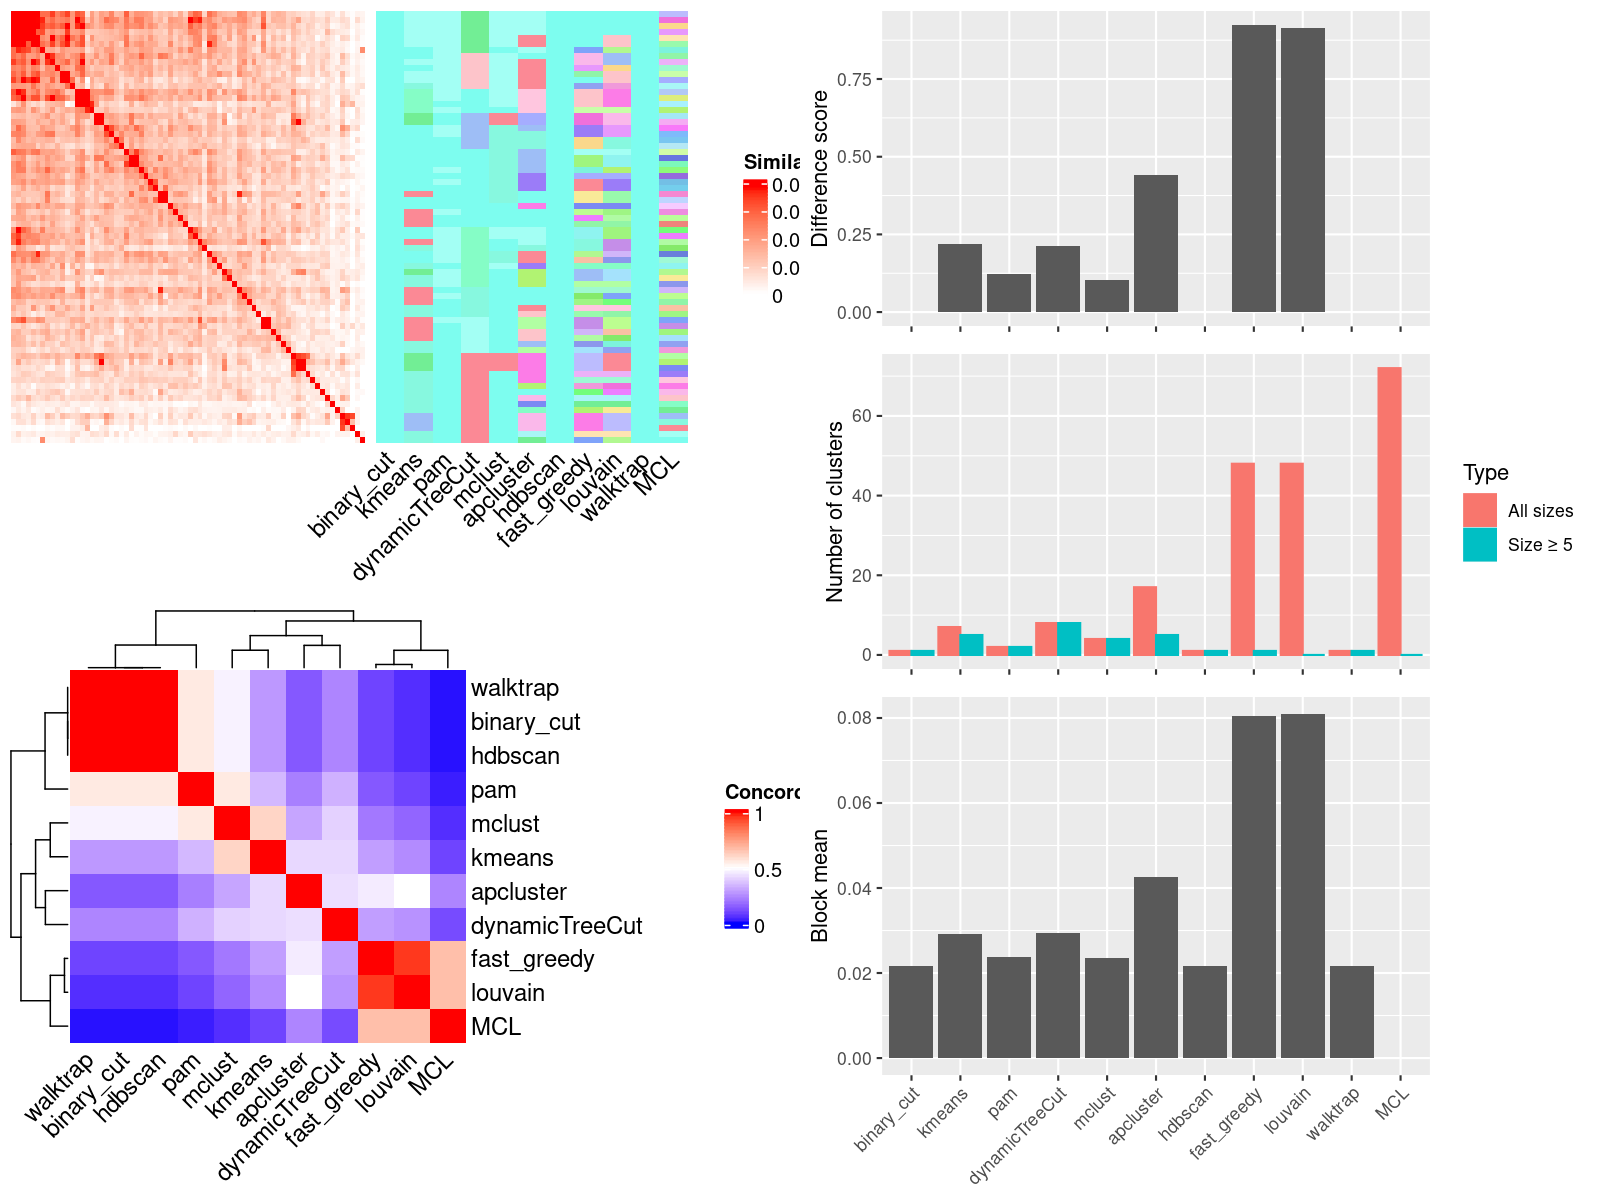 Simila
0.0
0.0
0.0
0.0
0
binary_cut
kmeans
pam
dynamicTreeCut
mclust
apcluster
hdbscan
fast_greedy
louvain
walktrap
MCL
Difference score
0.75
0.50
0.25
0.00
Number of clusters
60
40
20
0
Type
All sizes
Size ≥ 5
walktrap
binary_cut
hdbscan
pam
mclust
kmeans
apcluster
dynamicTreeCut
fast_greedy
louvain
MCL
walktrap
binary_cut
hdbscan
pam
mclust
kmeans
apcluster
dynamicTreeCut
fast_greedy
louvain
MCL
Concord
1
0.5
0
Block mean
0.08
0.06
0.04
0.02
0.00
binary_cut
kmeans
pam
dynamicTreeCut
mclust
apcluster
hdbscan
fast_greedy
louvain
walktrap
MCL